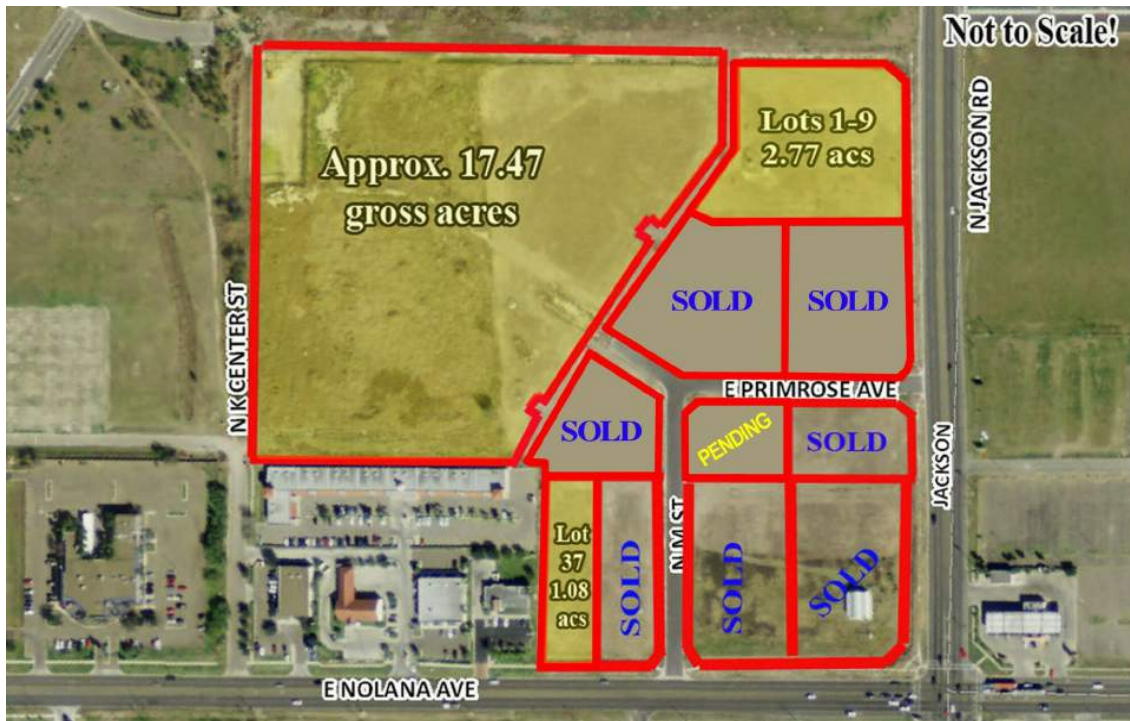 Not to Scale!
Lots 1-9
2.77 acs
Approx. 17.47
gross acres
N JACKSON RD
N K CENTER ST
SOLD
SOLD
E PRIMROSE AVE
SOLD
PENDING
SOLD
JACKSON
N M ST
Lot
37
1.08
acs
SOLD
SOLD
SOLD
E NOLANA AVE